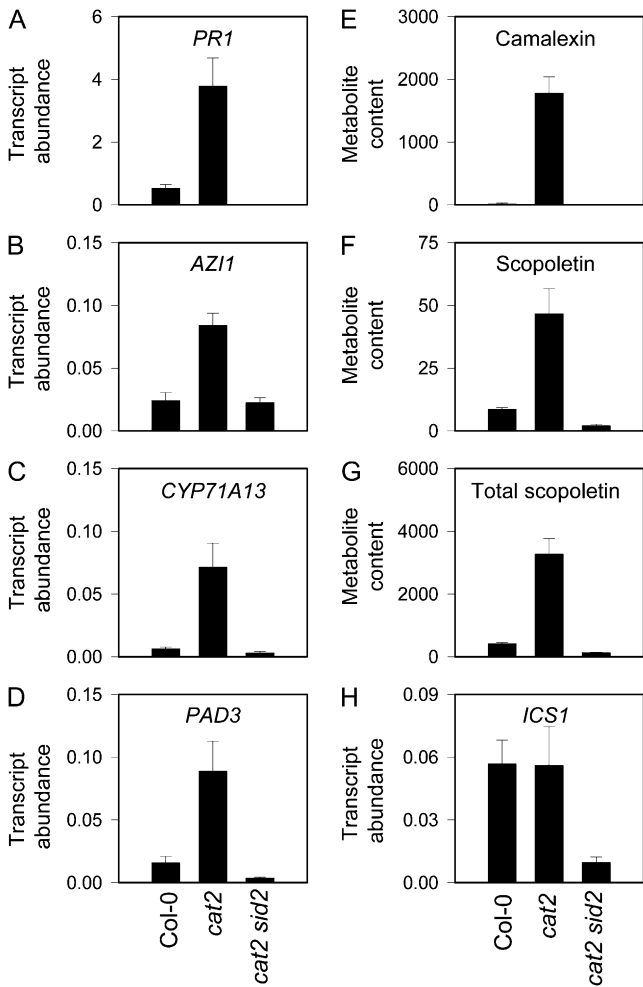 A
PR1
Transcript
abundance
6
4
2
0
B
AZI1
Transcript
abundance
0.15
0.10
0.05
0.00
C
CYP71A13
Transcript
abundance
0.15
0.10
0.05
0.00
D
PAD3
Transcript
abundance
0.15
0.10
0.05
0.00
Col-0
cat2
cat2 sid2
E
Camalexin
Metabolite
content
3000
2000
1000
0
F
Scopoletin
Metabolite
content
75
50
25
0
G
Total scopoletin
Metabolite
content
6000
4000
2000
0
H
ICS1
Transcript
abundance
0.09
0.06
0.03
0.00
Col-0
cat2
cat2 sid2